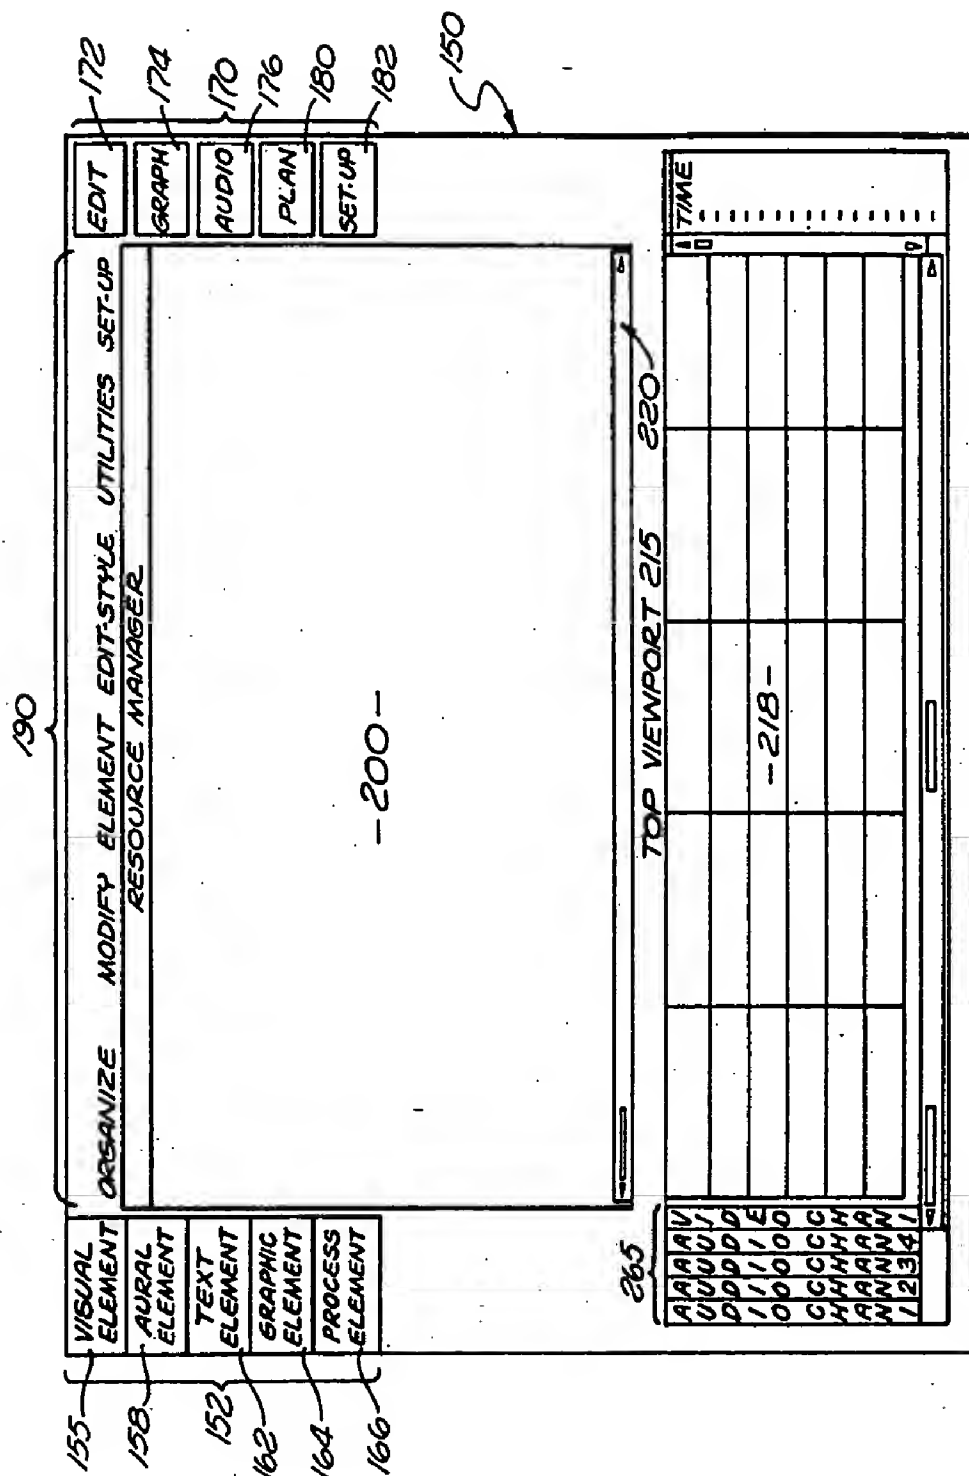 190
ORGANIZE MODIFY ELEMENT EDIT-STYLE UTILITIES SET-UP
RESOURCE MANAGER
-200-
155
VISUAL
ELEMENT
158
AURAL
ELEMENT
152
TEXT
ELEMENT
162
GRAPHIC
ELEMENT
164
PROCESS
ELEMENT
166
EDIT
172
GRAPH
174
170
AUDIO
176
PLAN
180
SET-UP
182
150
TOP VIEWPORT 215
220
265
AUDIO CHAN 1
AUDIO CHAN 2
AUDIO CHAN 3
AUDIO CHAN 4
VIDEO CHAN 1
-218-
TIME